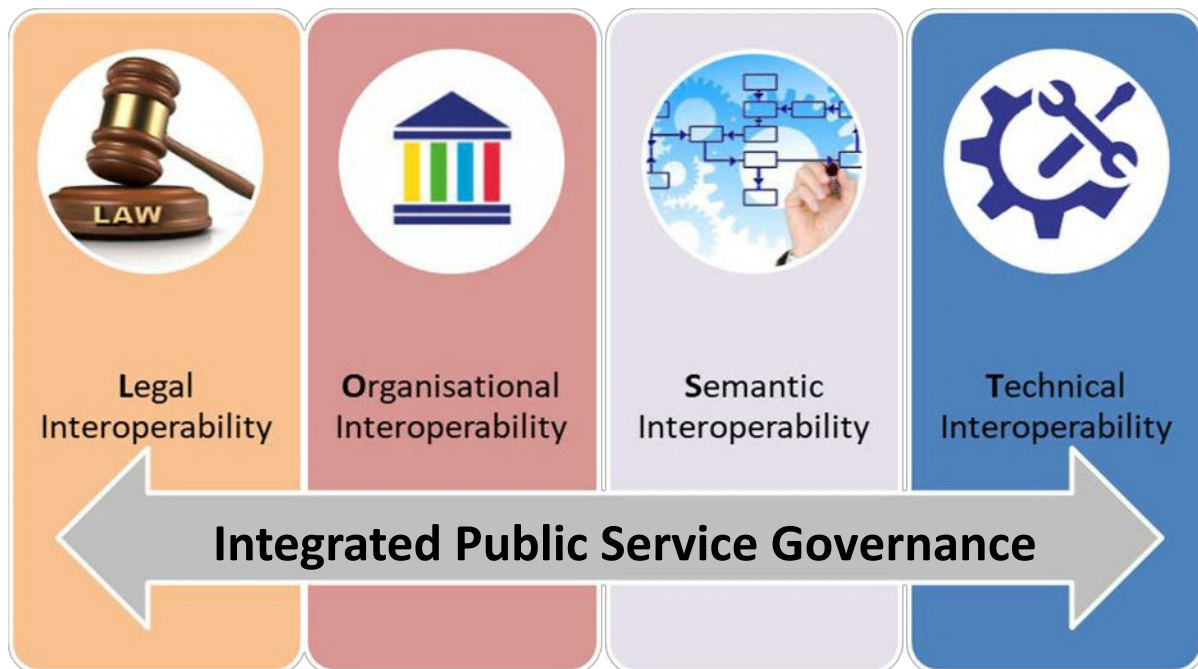 LAW
Legal
Interoperability
Organisational
Interoperability
Semantic
Interoperability
Technical
Interoperability
Integrated Public Service Governance